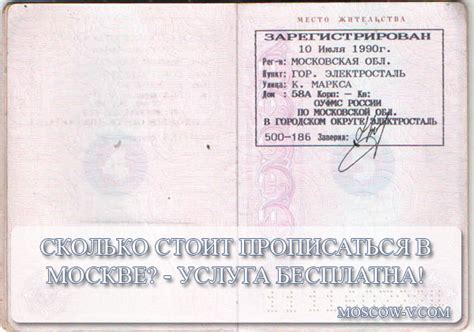 МЕСТО ЖИТЕЛЬСТВА
ЗАРЕГИСТРИРОВАН
10 Июля 1990г.
Рег-н: МОСКОВСКАЯ ОБЛ.
Пункт: ГОР. ЭЛЕКТРОСТАЛЬ
Улица: К. МАРКСА
Дом : 58А Корп: - Кв:
ОУФМС РОССИИ
ПО МОСКОВСКОЙ ОБЛ.
В ГОРОДСКОМ ОКРУГЕ ЭЛЕКТРОСТАЛЬ
500-186 Заверил:
СКОЛЬКО СТОИТ ПРОПИСАТЬСЯ В
МОСКВЕ? - УСЛУГА БЕСПЛАТНА!
MOSCOW-V.COM